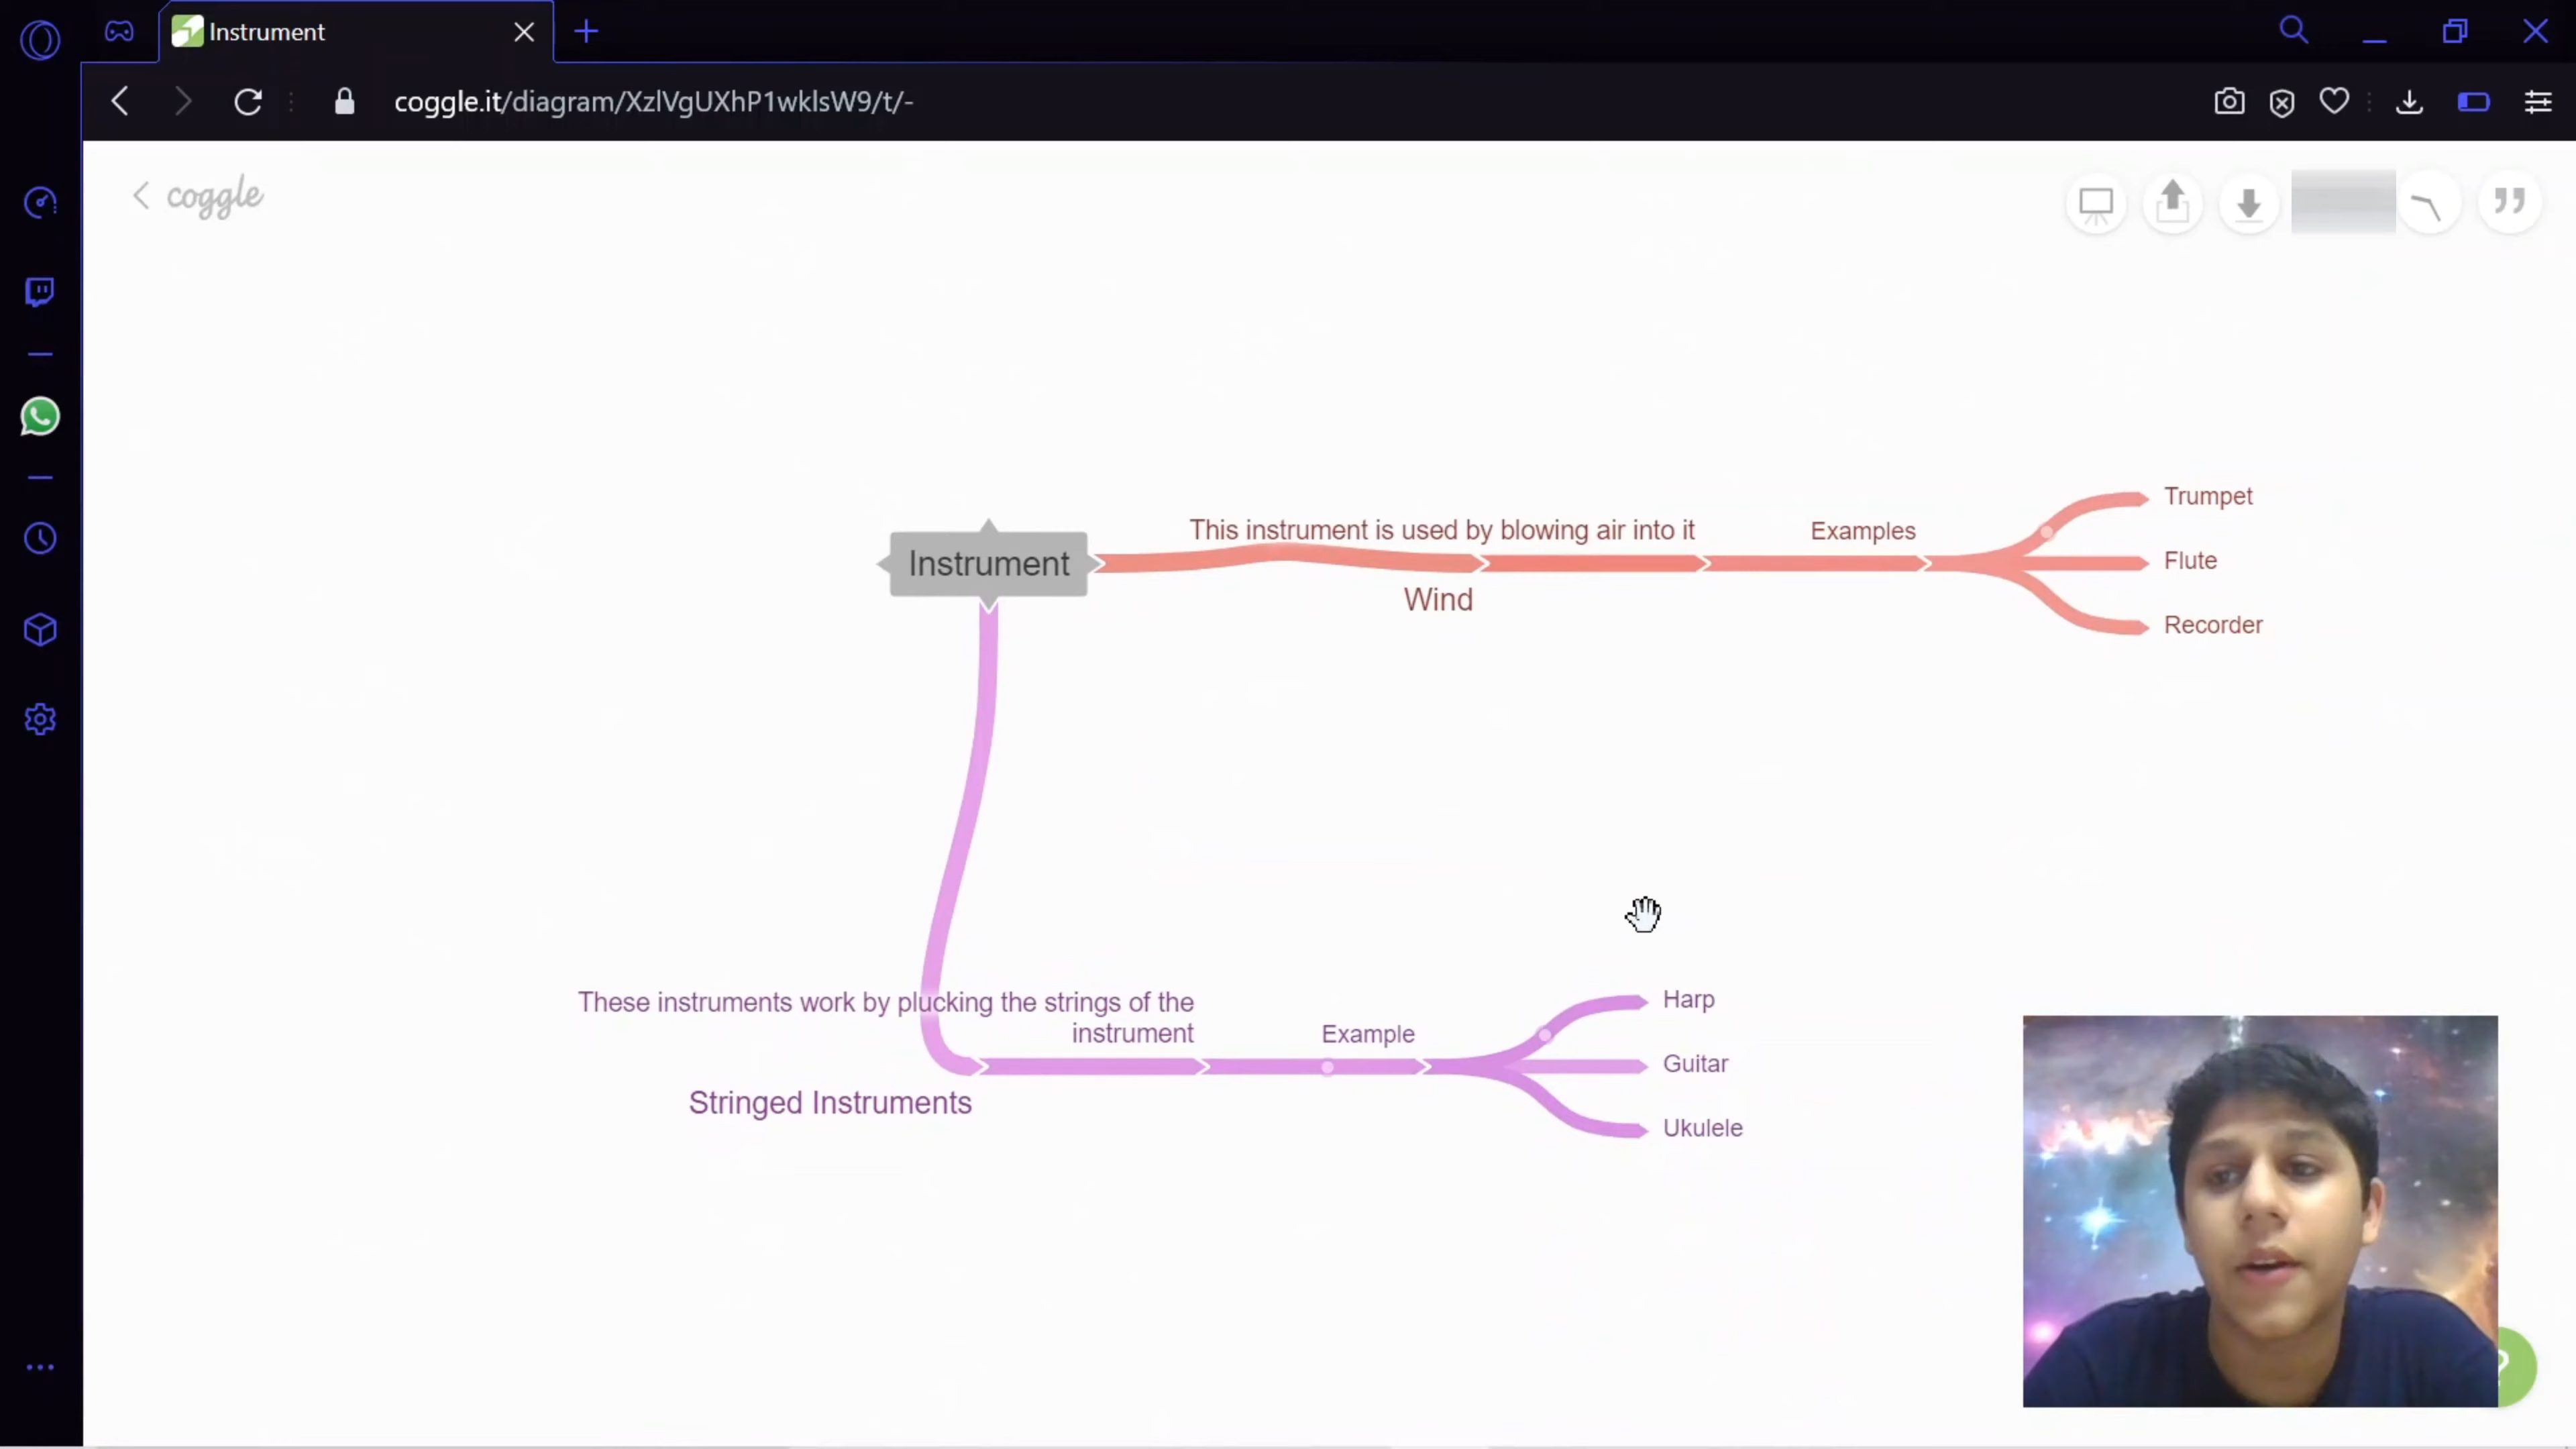 Instrument
coggle.it/diagram/XzlVgUXhP1wklsW9/t/-
coggle
Instrument
This instrument is used by blowing air into it
Wind
Examples
Trumpet
Flute
Recorder
These instruments work by plucking the strings of the
instrument
Stringed Instruments
Example
Harp
Guitar
Ukulele